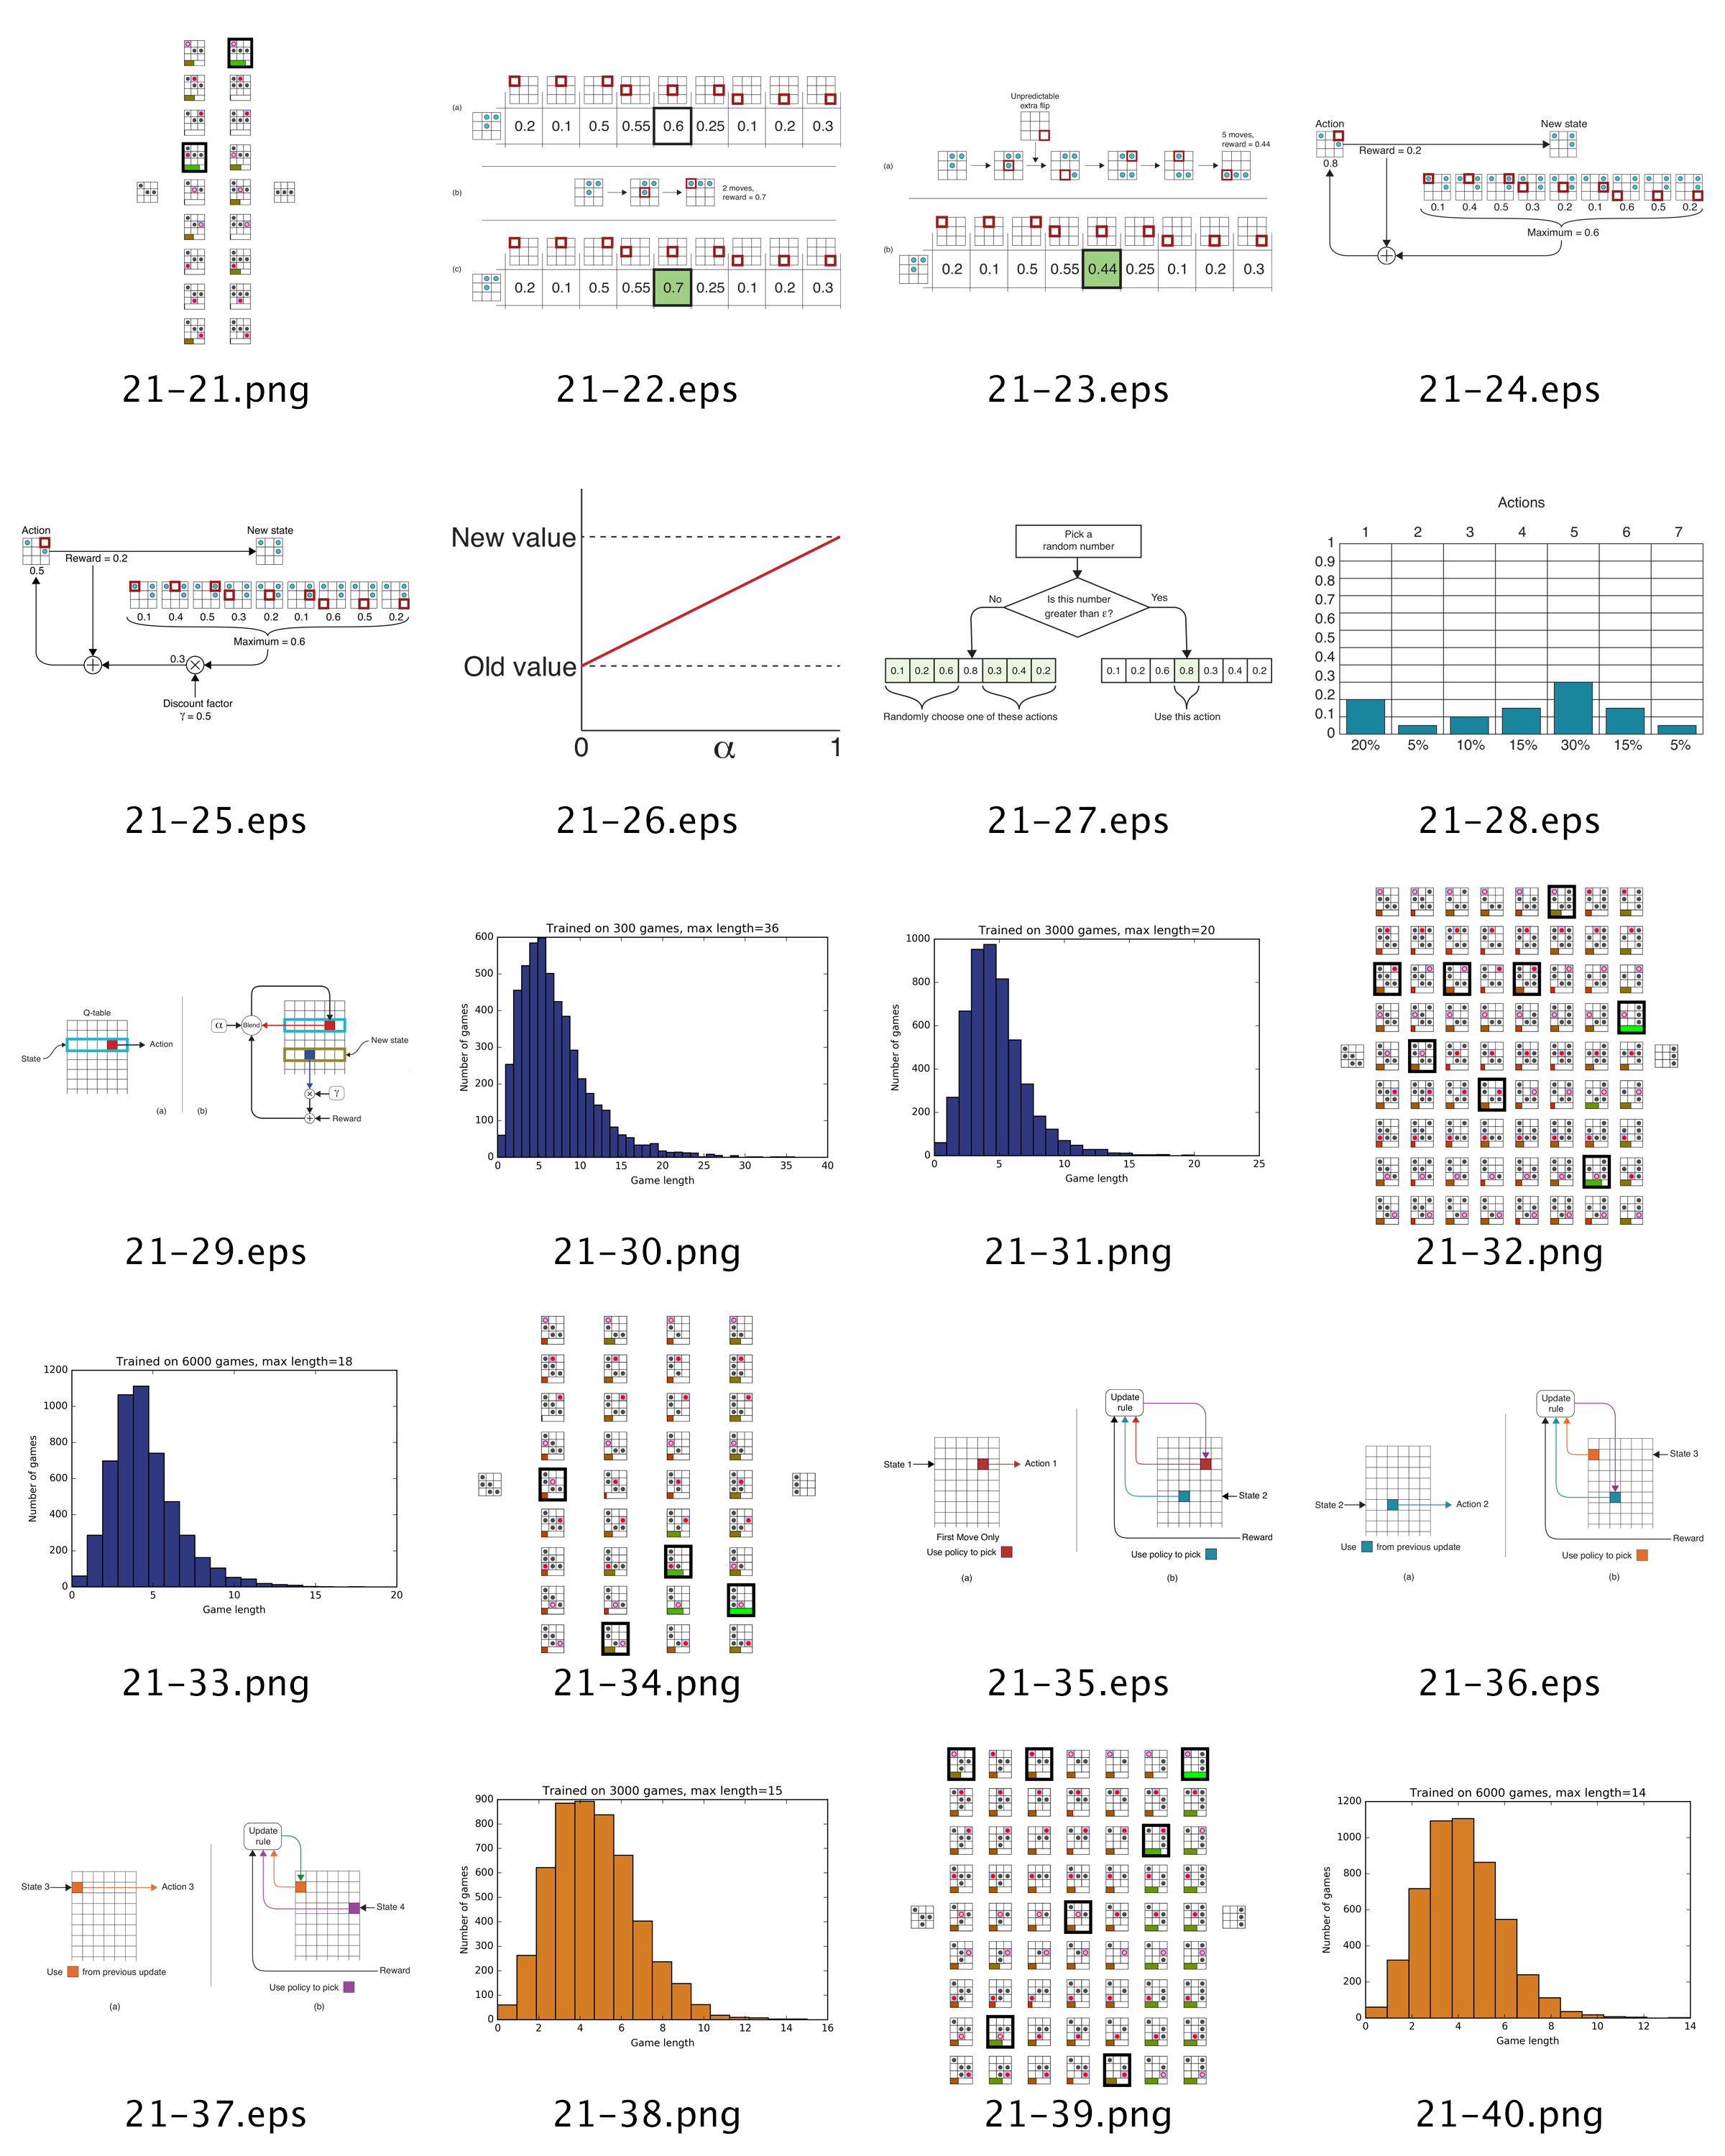 21-21.png
(a)
0.2 0.1 0.5 0.55 0.6 0.25 0.1 0.2 0.3
(b)
2 moves,
reward = 0.7
(c)
0.2 0.1 0.5 0.55 0.7 0.25 0.1 0.2 0.3
21-22.eps
Unpredictable
extra flip
5 moves,
reward = 0.44
(a)
(b)
0.2 0.1 0.5 0.55 0.44 0.25 0.1 0.2 0.3
21-23.eps
Action
New state
Reward = 0.2
0.8
0.1 0.4 0.5 0.3 0.2 0.1 0.6 0.5 0.2
Maximum = 0.6
21-24.eps
Action
New state
Reward = 0.2
0.5
0.1 0.4 0.5 0.3 0.2 0.1 0.6 0.5 0.2
Maximum = 0.6
0.3
Discount factor
γ = 0.5
21-25.eps
New value
Old value
0 α 1
21-26.eps
Pick a
random number
Is this number
greater than ε?
No
Yes
0.1 0.2 0.6 0.8 0.3 0.4 0.2
0.1 0.2 0.6 0.8 0.3 0.4 0.2
Randomly choose one of these actions
Use this action
21-27.eps
Actions
1 2 3 4 5 6 7
1
0.9
0.8
0.7
0.6
0.5
0.4
0.3
0.2
0.1
0
20% 5% 10% 15% 30% 15% 5%
21-28.eps
Q-table
State
Action
(a)
(b)
α
Blend
New state
γ
Reward
21-29.eps
Trained on 300 games, max length=36
Number of games
600
500
400
300
200
100
0
0 5 10 15 20 25 30 35 40
Game length
21-30.png
Trained on 3000 games, max length=20
Number of games
1000
800
600
400
200
0
0 5 10 15 20 25
Game length
21-31.png
21-32.png
Trained on 6000 games, max length=18
Number of games
1200
1000
800
600
400
200
0
0 5 10 15 20
Game length
21-33.png
21-34.png
State 1
Action 1
First Move Only
Use policy to pick
(a)
Update
rule
State 2
Reward
Use policy to pick
(b)
21-35.eps
State 2
Action 2
Use from previous update
(a)
Update
rule
State 3
Reward
Use policy to pick
(b)
21-36.eps
State 3
Action 3
Use from previous update
(a)
Update
rule
State 4
Reward
Use policy to pick
(b)
21-37.eps
Trained on 3000 games, max length=15
Number of games
900
800
700
600
500
400
300
200
100
0
0 2 4 6 8 10 12 14 16
Game length
21-38.png
21-39.png
Trained on 6000 games, max length=14
Number of games
1200
1000
800
600
400
200
0
0 2 4 6 8 10 12 14
Game length
21-40.png